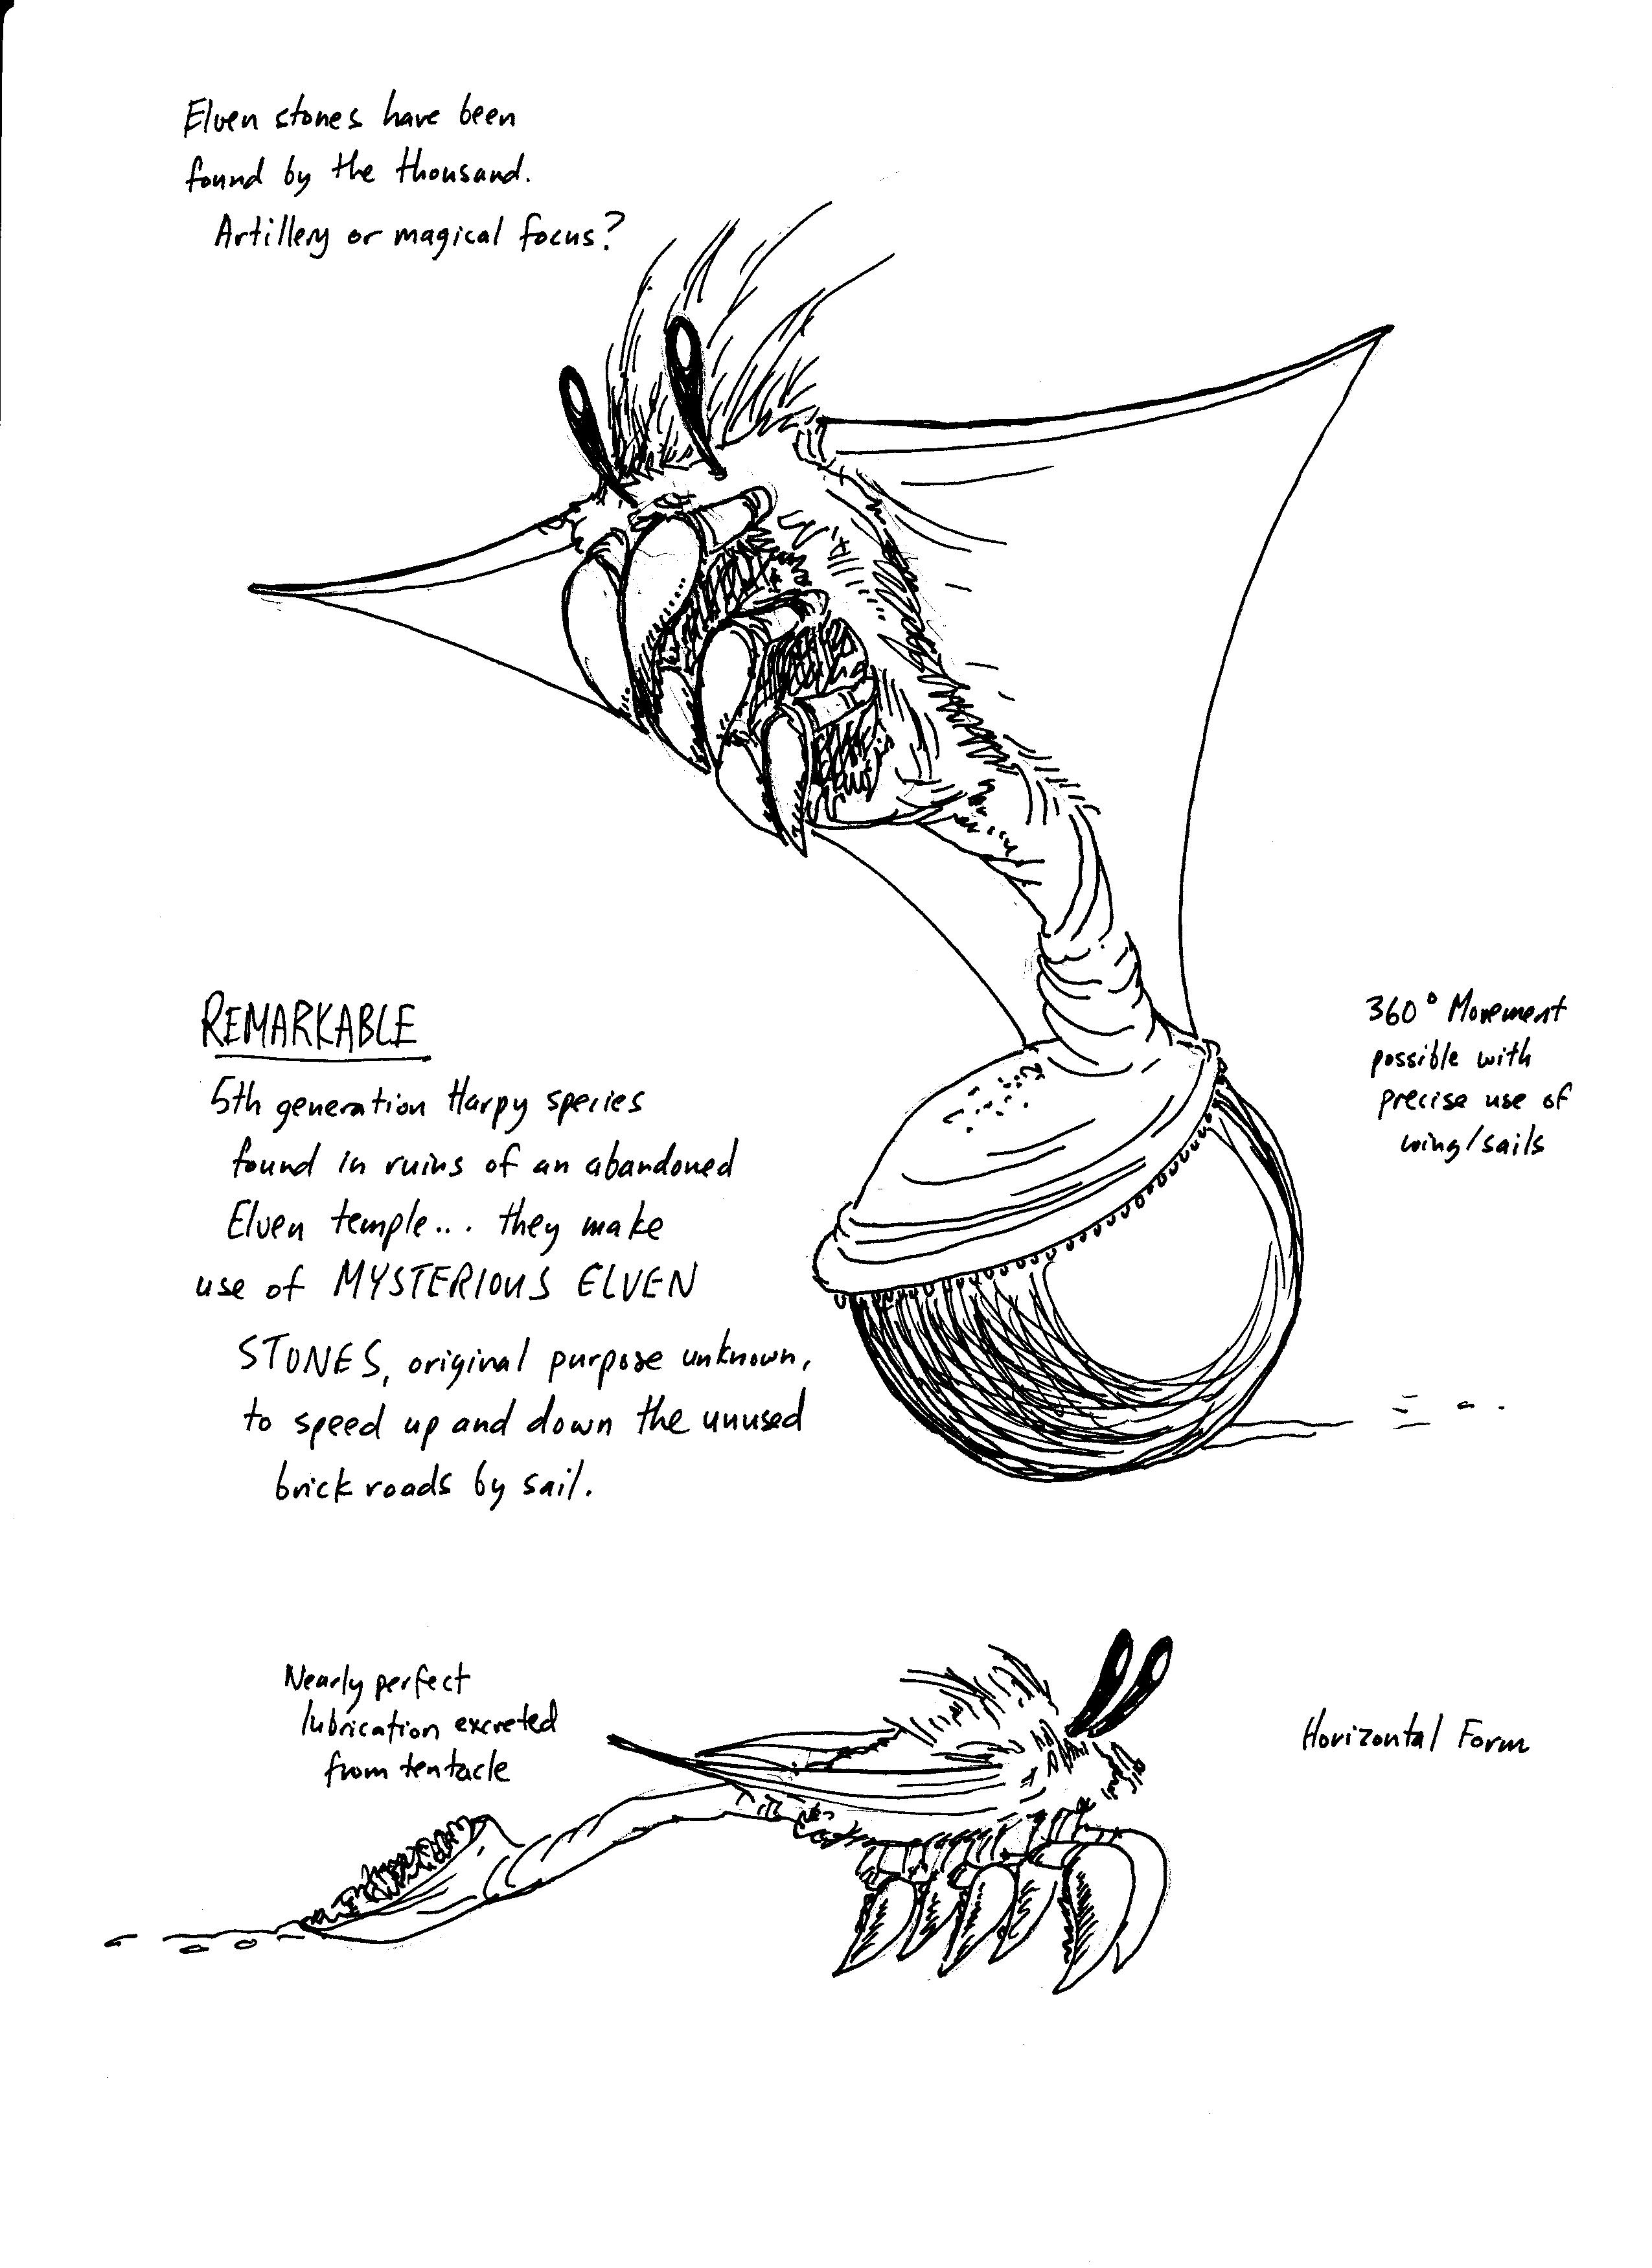 Elven stones have been
found by the thousand.
Artillery or magical focus?
REMARKABLE
5th generation Harpy species
found in ruins of an abandoned
Elven temple... they make
use of MYSTERIOUS ELVEN
STONES, original purpose unknown,
to speed up and down the unused
brick roads by sail.
360° Movement
possible with
precise use of
wing/sails
Nearly perfect
lubrication excreted
from tentacle
Horizontal Form